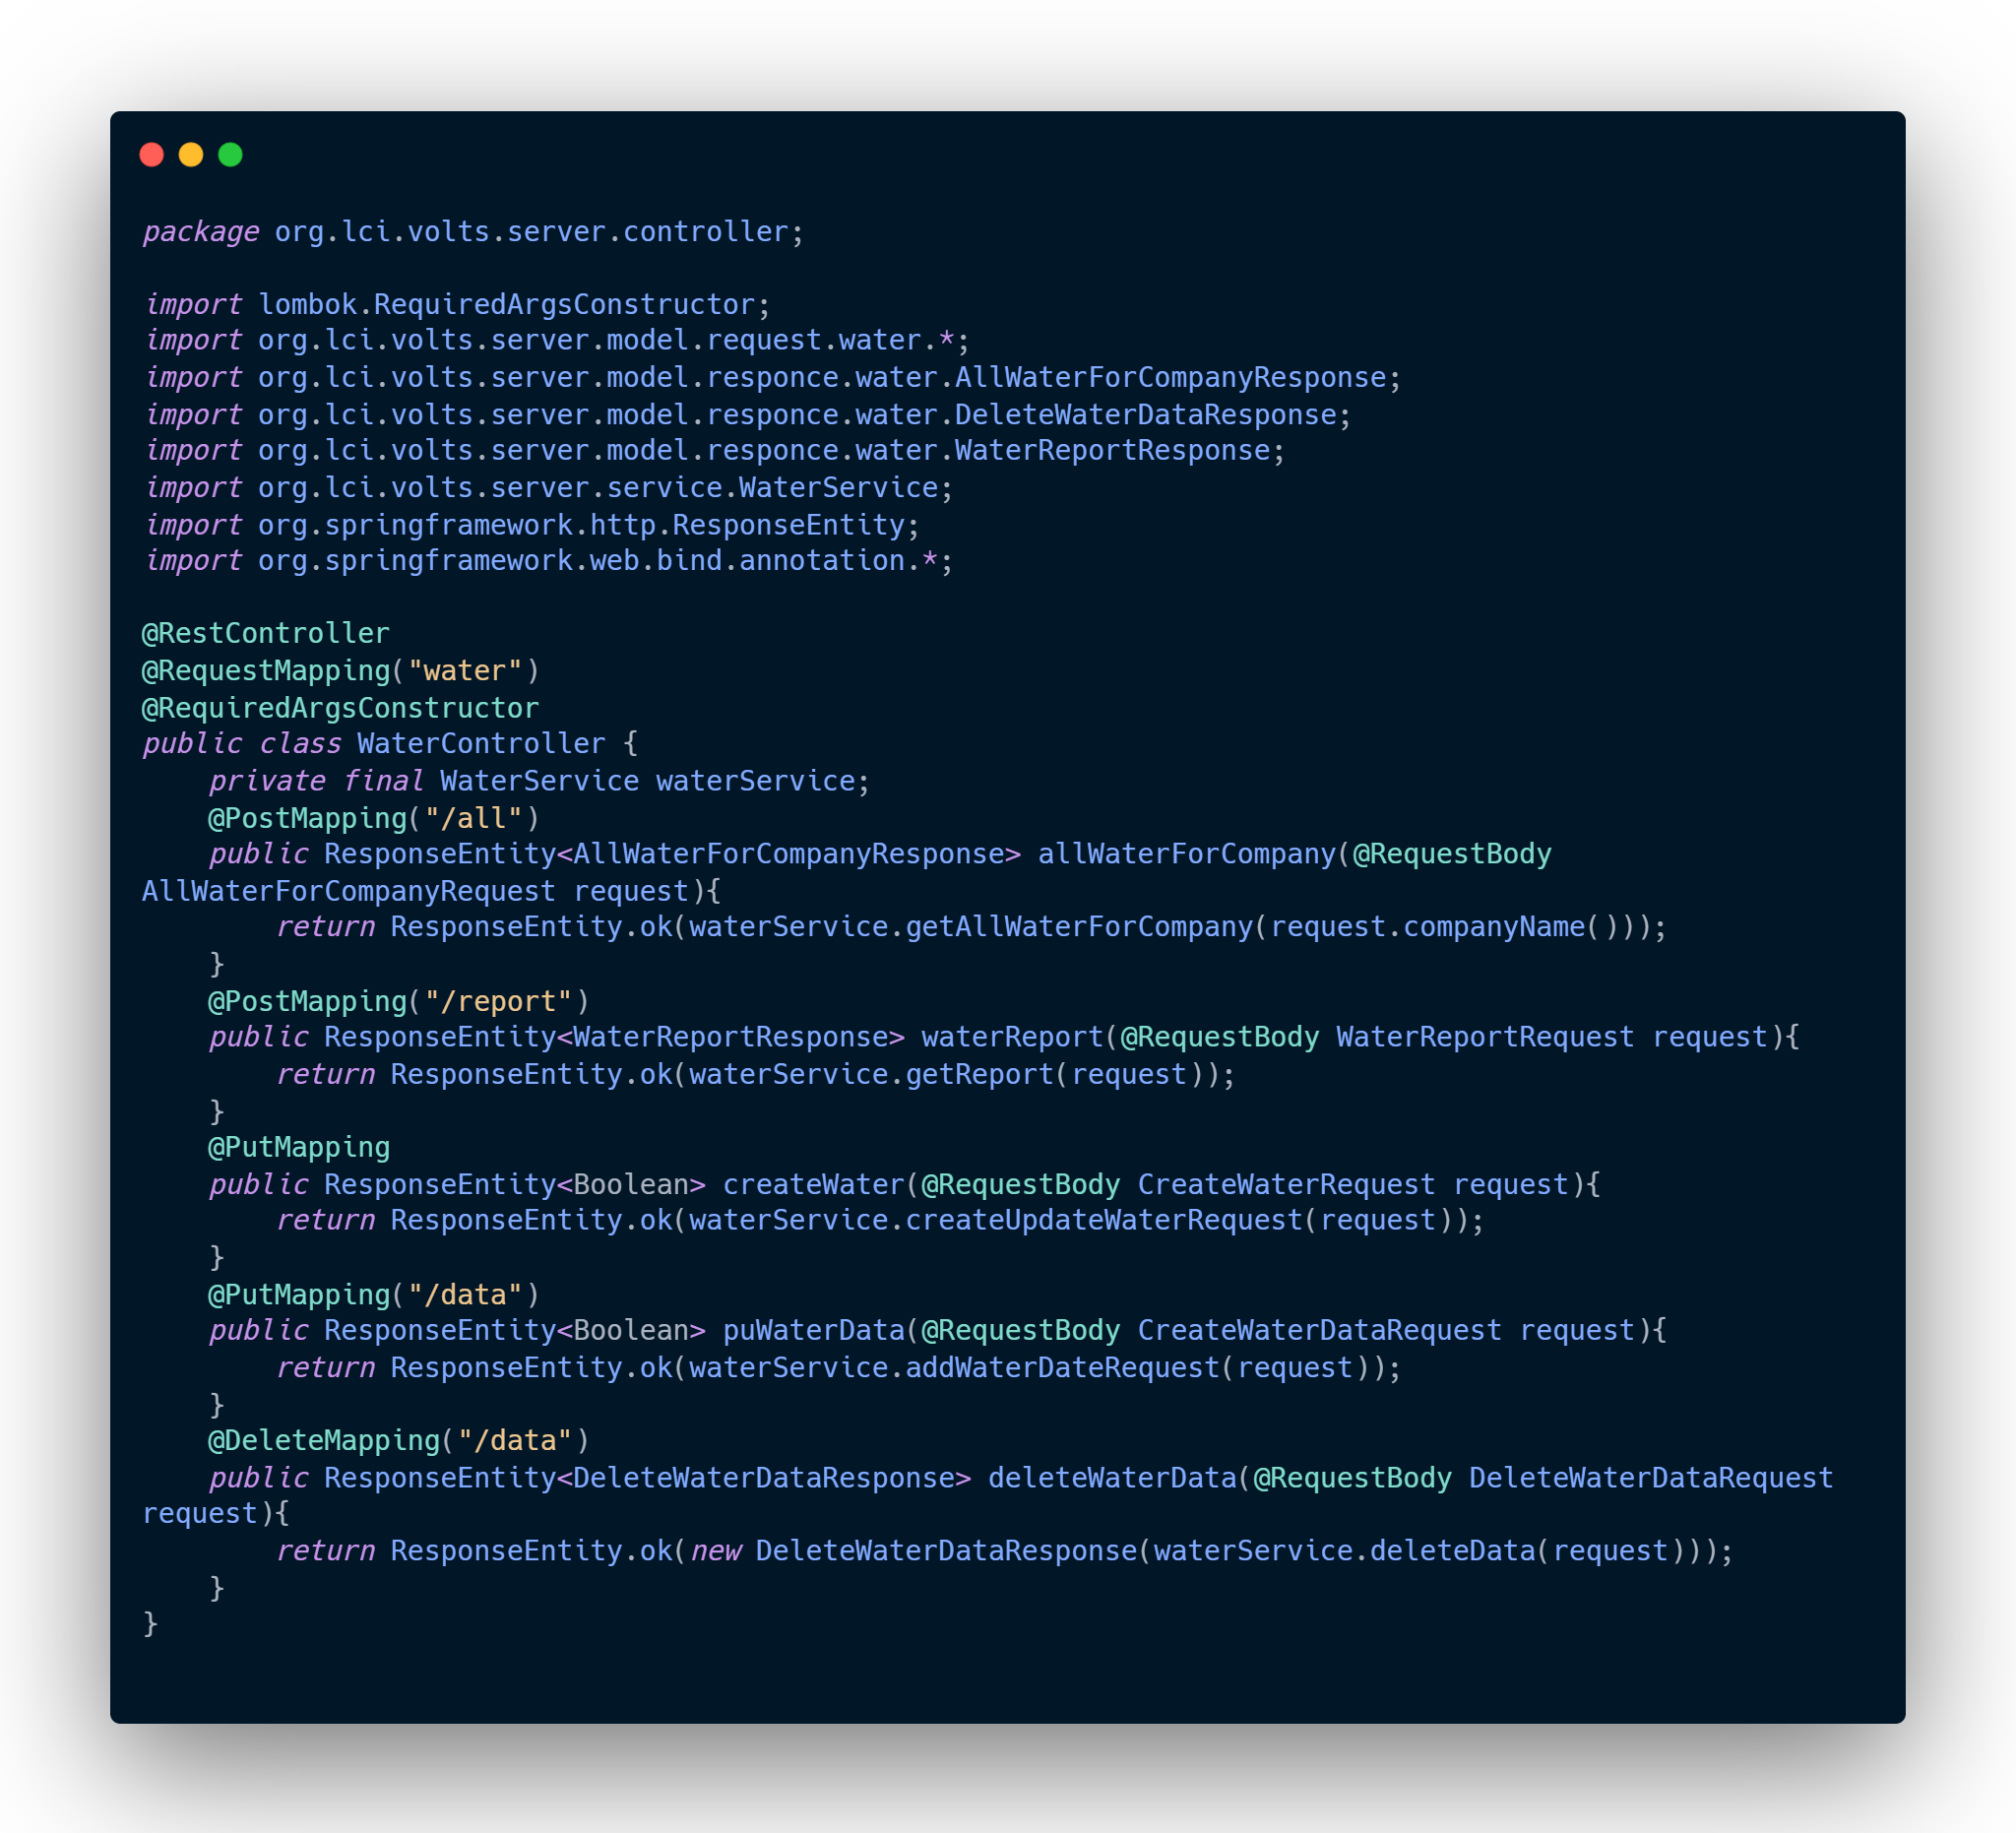 package org.lci.volts.server.controller;

import lombok.RequiredArgsConstructor;
import org.lci.volts.server.model.request.water.*;
import org.lci.volts.server.model.responce.water.AllWaterForCompanyResponse;
import org.lci.volts.server.model.responce.water.DeleteWaterDataResponse;
import org.lci.volts.server.model.responce.water.WaterReportResponse;
import org.lci.volts.server.service.WaterService;
import org.springframework.http.ResponseEntity;
import org.springframework.web.bind.annotation.*;

@RestController
@RequestMapping("water")
@RequiredArgsConstructor
public class WaterController {
    private final WaterService waterService;
    @PostMapping("/all")
    public ResponseEntity<AllWaterForCompanyResponse> allWaterForCompany(@RequestBody
AllWaterForCompanyRequest request){
        return ResponseEntity.ok(waterService.getAllWaterForCompany(request.companyName()));
    }
    @PostMapping("/report")
    public ResponseEntity<WaterReportResponse> waterReport(@RequestBody WaterReportRequest request){
        return ResponseEntity.ok(waterService.getReport(request));
    }
    @PutMapping
    public ResponseEntity<Boolean> createWater(@RequestBody CreateWaterRequest request){
        return ResponseEntity.ok(waterService.createUpdateWaterRequest(request));
    }
    @PutMapping("/data")
    public ResponseEntity<Boolean> puWaterData(@RequestBody CreateWaterDataRequest request){
        return ResponseEntity.ok(waterService.addWaterDateRequest(request));
    }
    @DeleteMapping("/data")
    public ResponseEntity<DeleteWaterDataResponse> deleteWaterData(@RequestBody DeleteWaterDataRequest
request){
        return ResponseEntity.ok(new DeleteWaterDataResponse(waterService.deleteData(request)));
    }
}